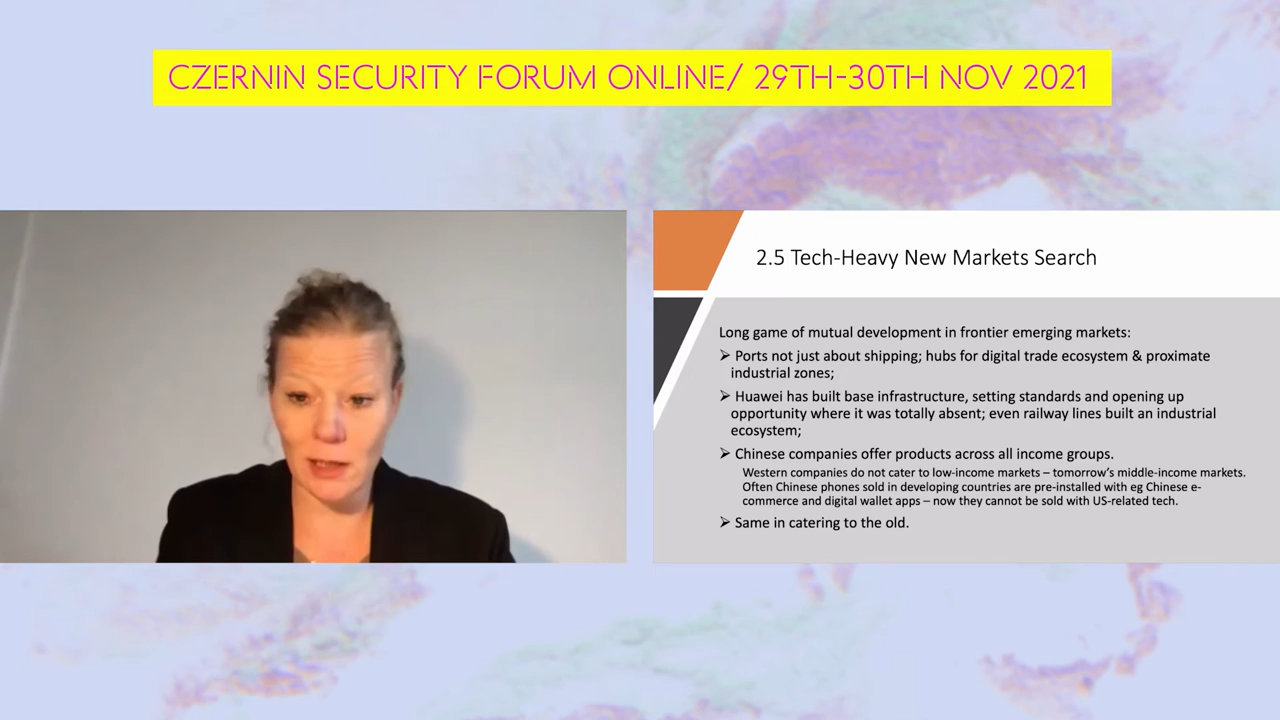 CZERNIN SECURITY FORUM ONLINE/ 29TH-30TH NOV 2021
2.5 Tech-Heavy New Markets Search
Long game of mutual development in frontier emerging markets:
➢ Ports not just about shipping; hubs for digital trade ecosystem & proximate
industrial zones;
➢ Huawei has built base infrastructure, setting standards and opening up
opportunity where it was totally absent; even railway lines built an industrial
ecosystem;
➢ Chinese companies offer products across all income groups.
Western companies do not cater to low-income markets – tomorrow's middle-income markets.
Often Chinese phones sold in developing countries are pre-installed with eg Chinese e-
commerce and digital wallet apps – now they cannot be sold with US-related tech.
➢ Same in catering to the old.